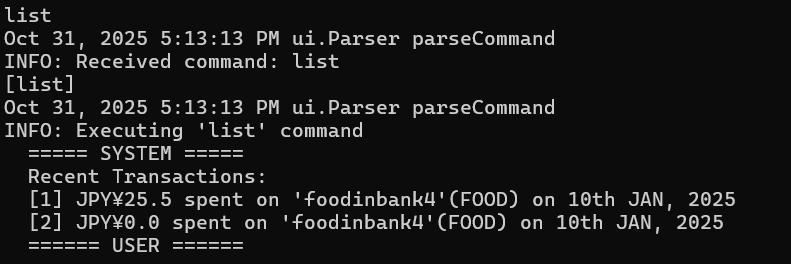 list
Oct 31, 2025 5:13:13 PM ui.Parser parseCommand
INFO: Received command: list
[list]
Oct 31, 2025 5:13:13 PM ui.Parser parseCommand
INFO: Executing 'list' command
===== SYSTEM =====
Recent Transactions:
[1] JPY¥25.5 spent on 'foodinbank4'(FOOD) on 10th JAN, 2025
[2] JPY¥0.0 spent on 'foodinbank4'(FOOD) on 10th JAN, 2025
====== USER ======